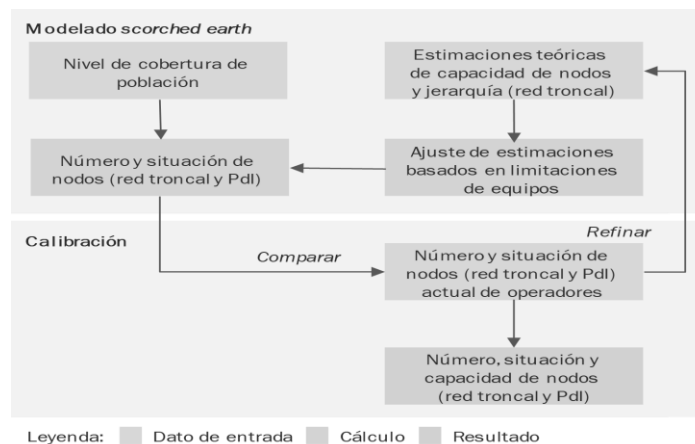 Modelado scorched earth
Nivel de cobertura de
población
Estimaciones teóricas
de capacidad de nodos
y jerarquía (red troncal)
Número y situación de
nodos (red troncal y PdI)
Ajuste de estimaciones
basados en limitaciones
de equipos
Calibración
Comparar
Refinar
Número y situación de
nodos (red troncal y PdI)
actual de operadores
Número, situación y
capacidad de nodos
(red troncal y PdI)
Leyenda: Dato de entrada Cálculo Resultado